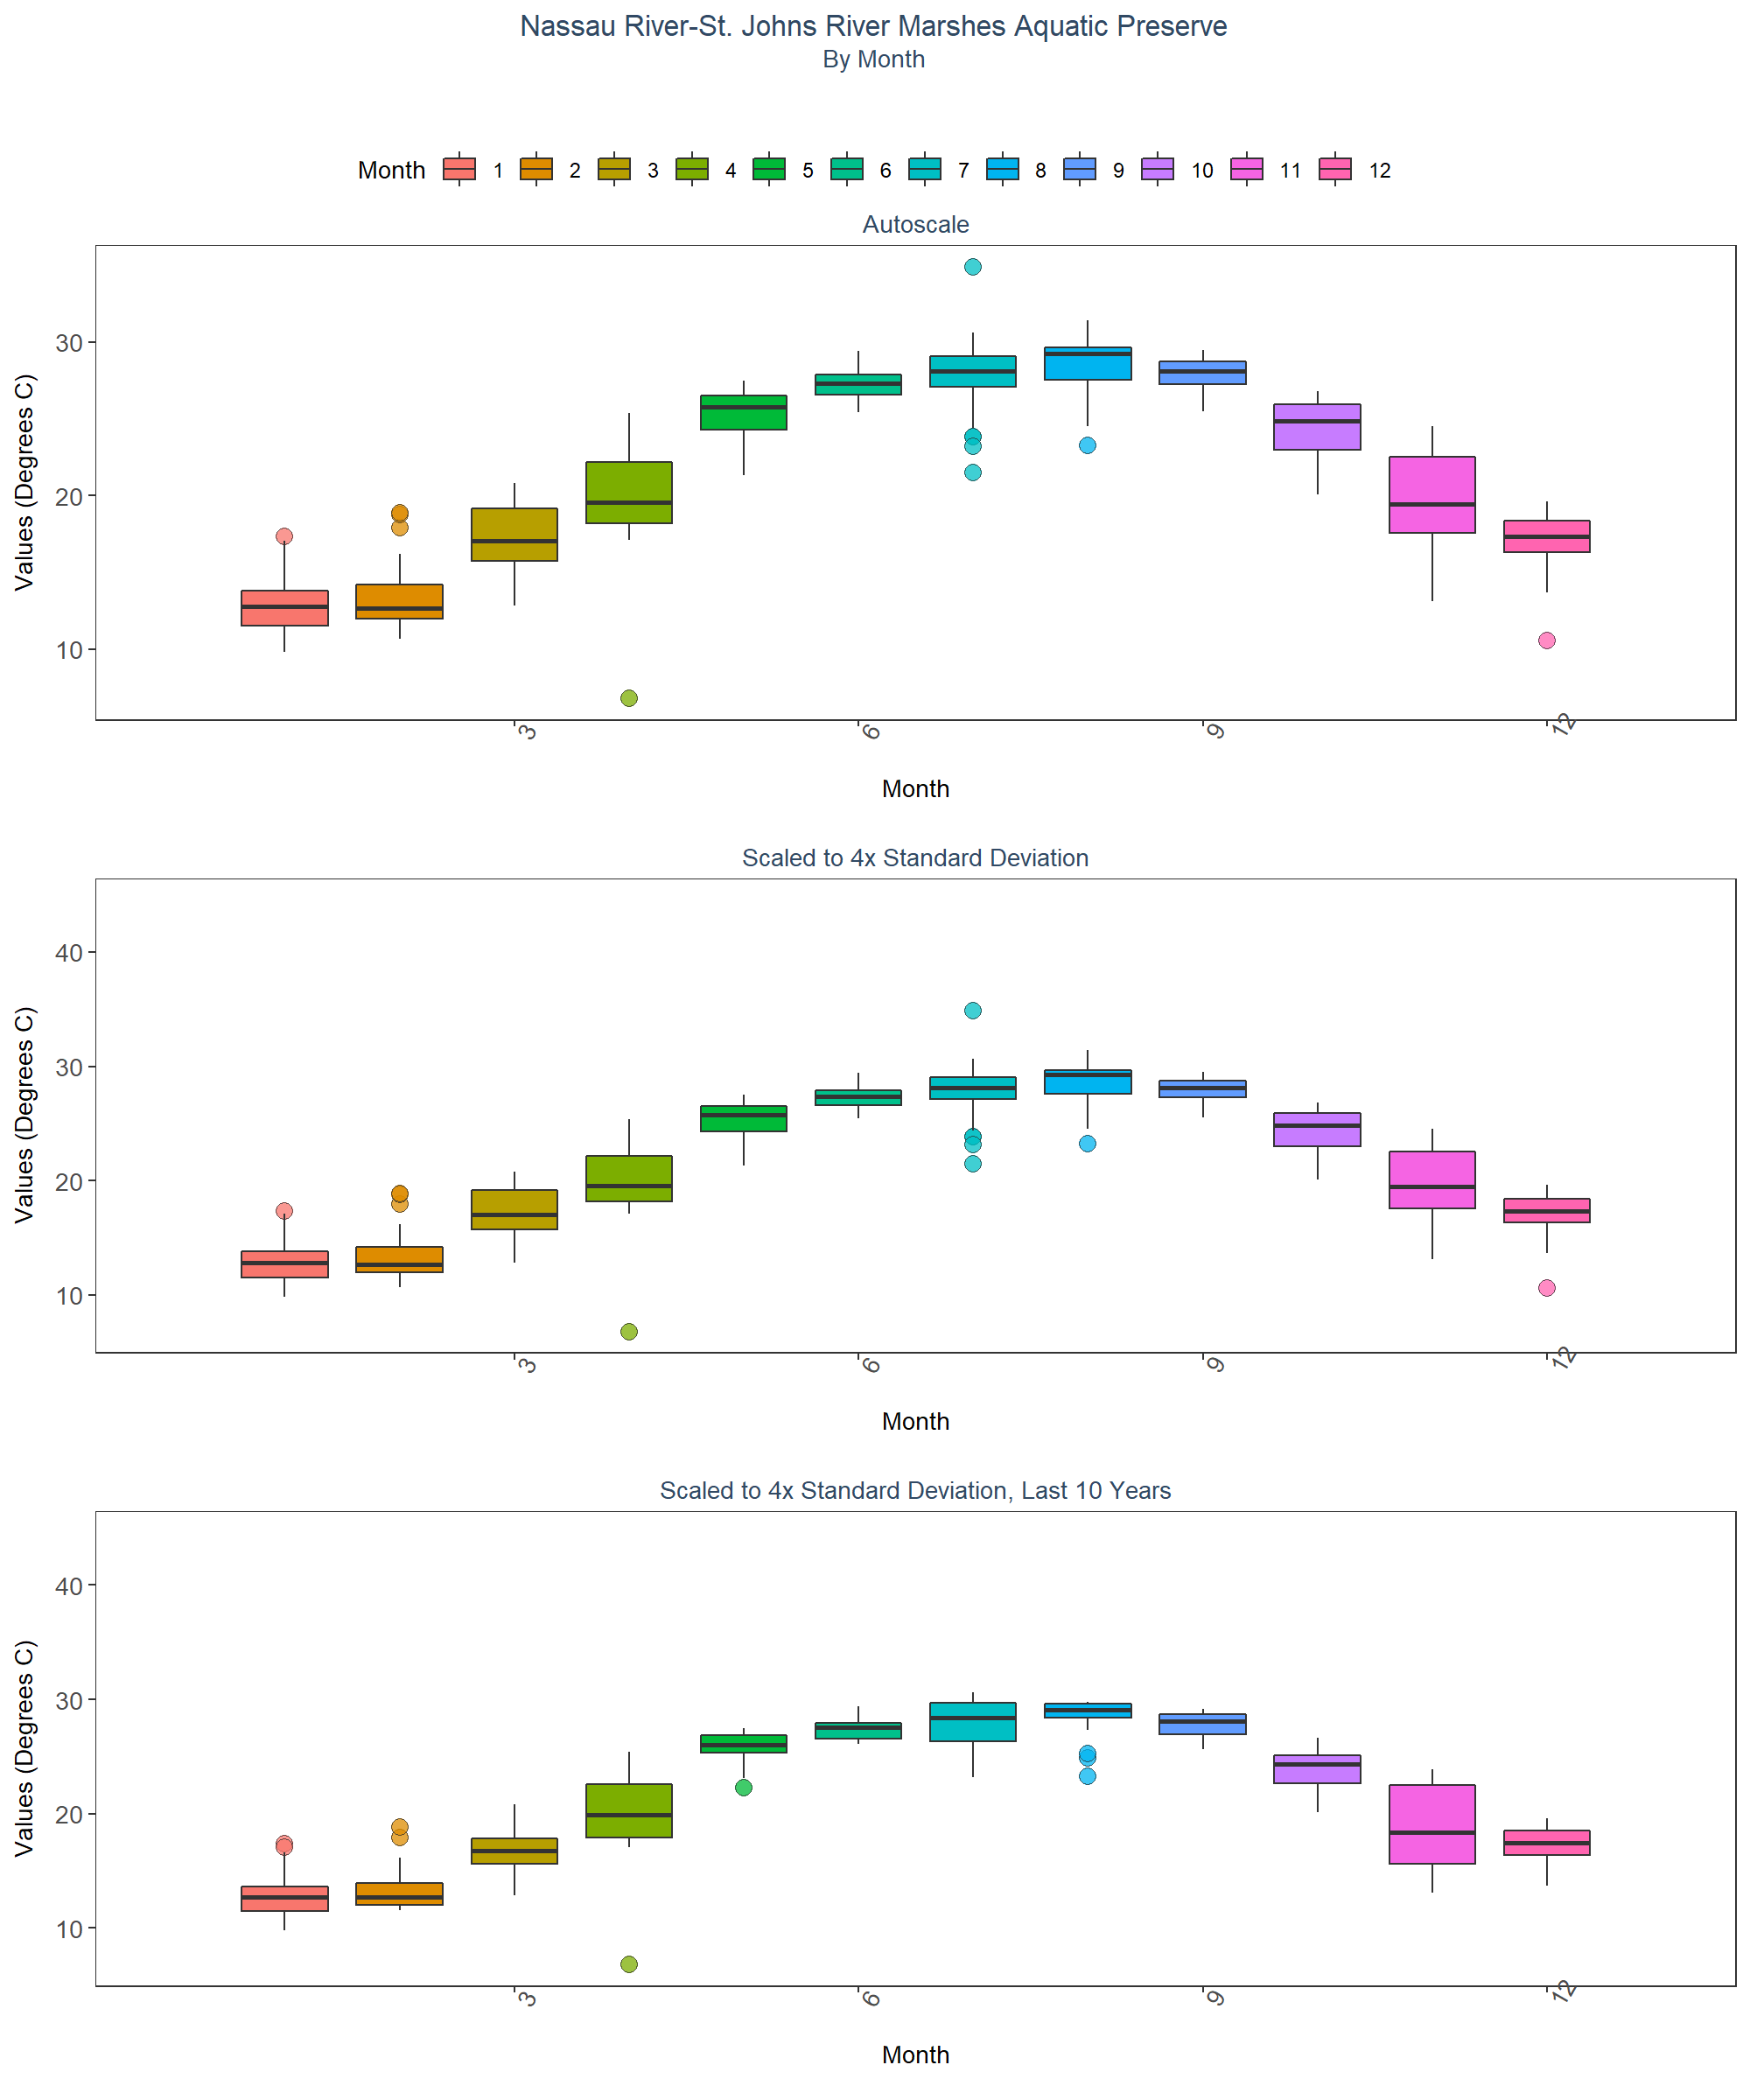 Nassau River-St. Johns River Marshes Aquatic Preserve
By Month
Month 1 2 3 4 5 6 7 8 9 10 11 12
Autoscale
Values (Degrees C)
30
20
10
3 6 9 12
Month
Scaled to 4x Standard Deviation
Values (Degrees C)
40
30
20
10
3 6 9 12
Month
Scaled to 4x Standard Deviation, Last 10 Years
Values (Degrees C)
40
30
20
10
3 6 9 12
Month